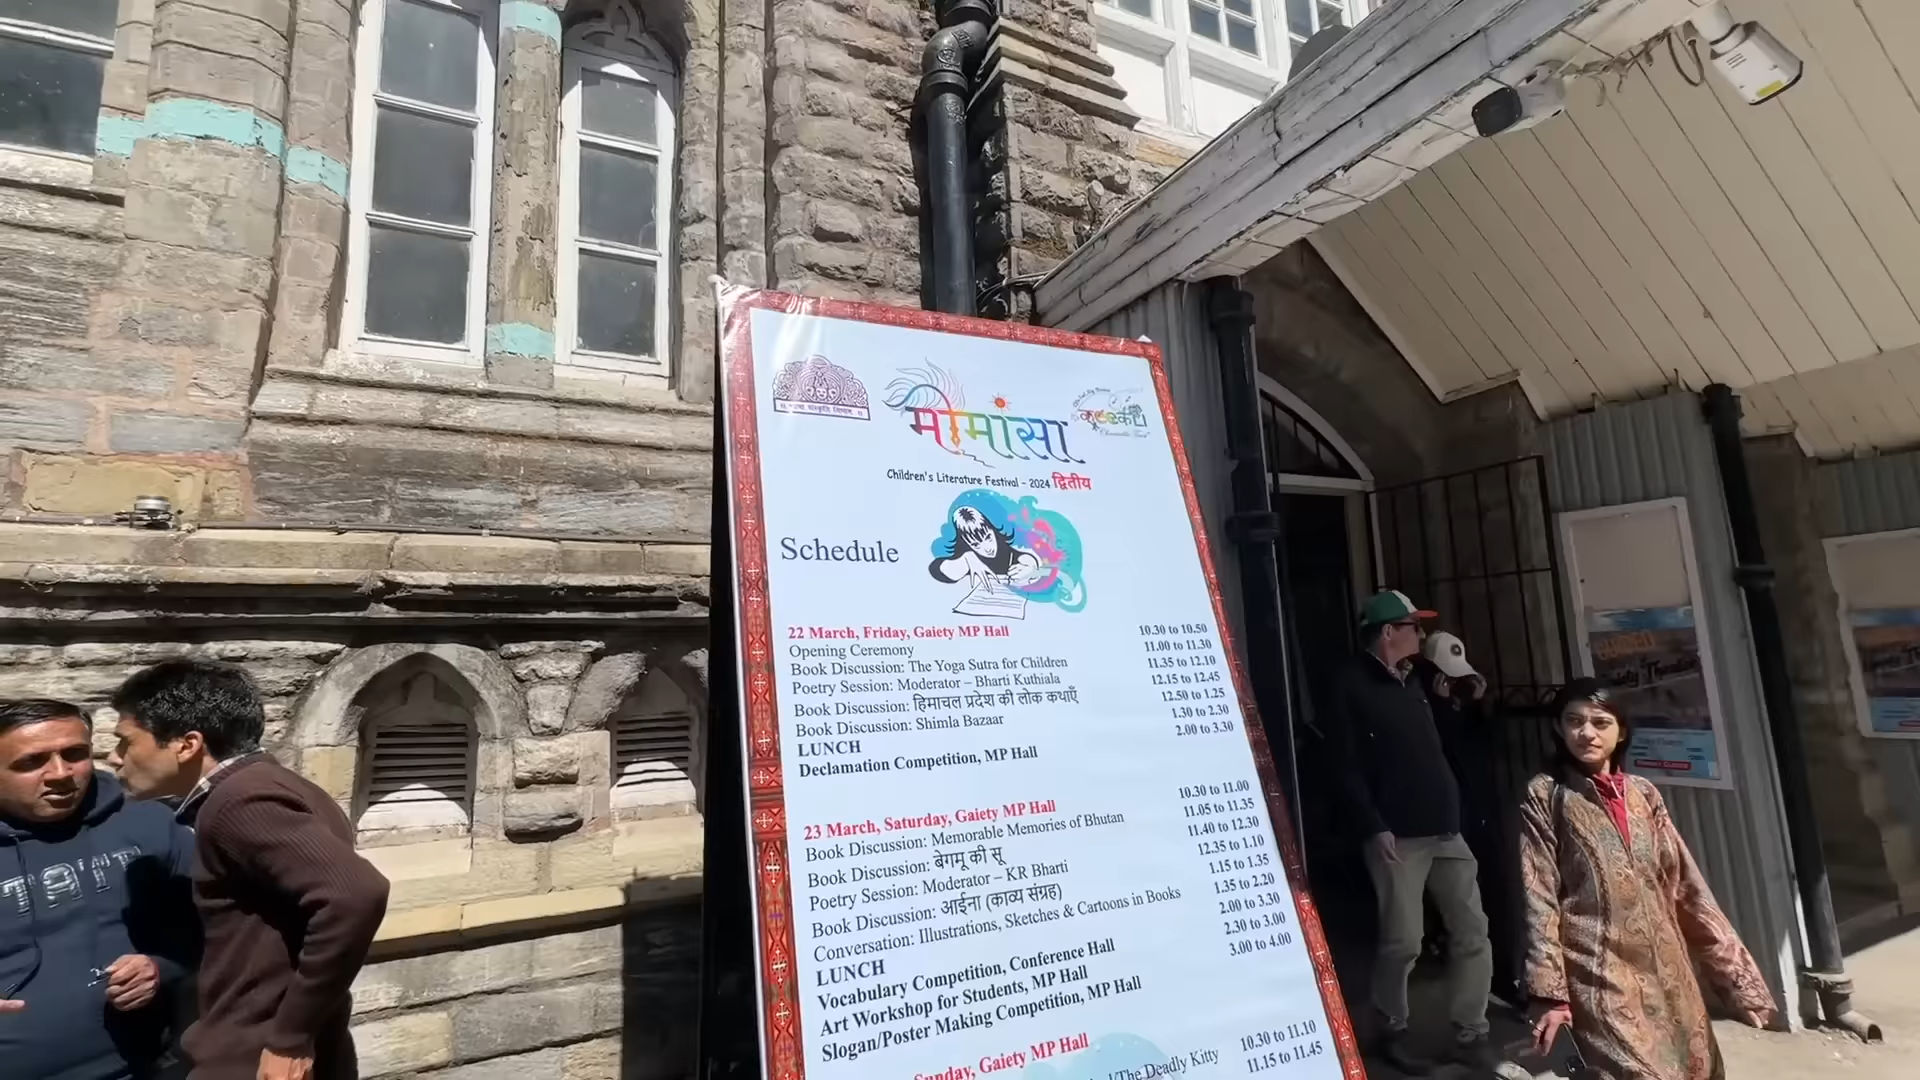 मीमांसा
Children's Literature Festival - 2024 द्वितीय
Schedule
22 March, Friday, Gaiety MP Hall
Opening Ceremony 10.30 to 10.50
Book Discussion: The Yoga Sutra for Children 11.00 to 11.30
Poetry Session: Moderator – Bharti Kuthiala 11.35 to 12.10
Book Discussion: हिमाचल प्रदेश की लोक कथाएँ 12.15 to 12.45
Book Discussion: Shimla Bazaar 12.50 to 1.25
LUNCH 1.30 to 2.30
Declamation Competition, MP Hall 2.00 to 3.30
23 March, Saturday, Gaiety MP Hall
Book Discussion: Memorable Memories of Bhutan 10.30 to 11.00
Book Discussion: बेगमू की सू 11.05 to 11.35
Poetry Session: Moderator – KR Bharti 11.40 to 12.30
Book Discussion: आईना (काव्य संग्रह) 12.35 to 1.10
Conversation: Illustrations, Sketches & Cartoons in Books 1.15 to 1.35
LUNCH 1.35 to 2.20
Vocabulary Competition, Conference Hall 2.00 to 3.30
Art Workshop for Students, MP Hall 2.30 to 3.00
Slogan/Poster Making Competition, MP Hall 3.00 to 4.00
Sunday, Gaiety MP Hall
The Deadly Kitty 10.30 to 11.10
11.15 to 11.45